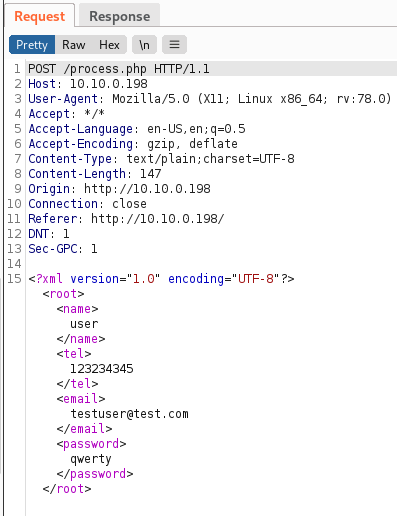 Request Response
Pretty Raw Hex \n
1 POST /process.php HTTP/1.1
2 Host: 10.10.0.198
3 User-Agent: Mozilla/5.0 (X11; Linux x86_64; rv:78.0)
4 Accept: */*
5 Accept-Language: en-US,en;q=0.5
6 Accept-Encoding: gzip, deflate
7 Content-Type: text/plain;charset=UTF-8
8 Content-Length: 147
9 Origin: http://10.10.0.198
10 Connection: close
11 Referer: http://10.10.0.198/
12 DNT: 1
13 Sec-GPC: 1
14
15 <?xml version="1.0" encoding="UTF-8"?>
<root>
<name>
user
</name>
<tel>
123234345
</tel>
<email>
testuser@test.com
</email>
<password>
qwerty
</password>
</root>